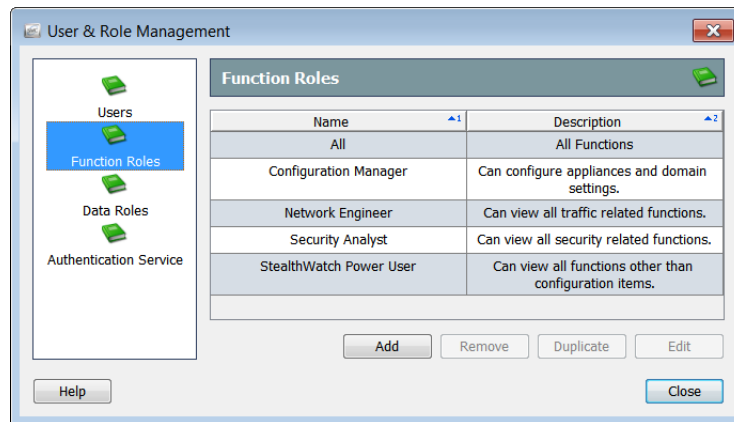 User & Role Management
Users
Function Roles
Data Roles
Authentication Service
Function Roles
Name 1 Description 2
All All Functions
Configuration Manager Can configure appliances and domain
settings.
Network Engineer Can view all traffic related functions.
Security Analyst Can view all security related functions.
StealthWatch Power User Can view all functions other than
configuration items.
Add Remove Duplicate Edit
Help Close